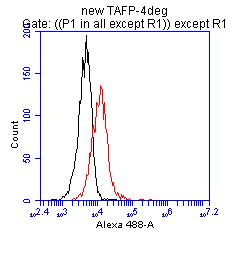 new TAFP-4deg
Gate: ((P1 in all except R1)) except R1
200
150
100
50
0
Count
10^2.4 10^3 10^4 10^5 10^6 10^7.2
Alexa 488-A